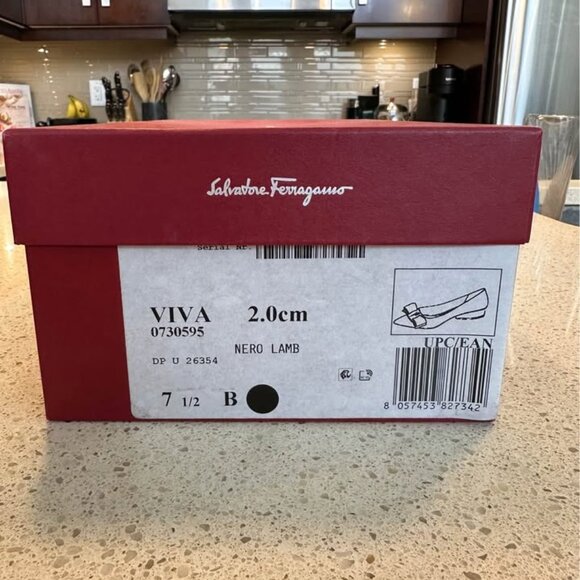 Salvatore Ferragamo
Serial Nr.
VIVA 2.0cm
0730595
NERO LAMB
DP U 26354
UPC/EAN
7 1/2 B
8 057453 827342